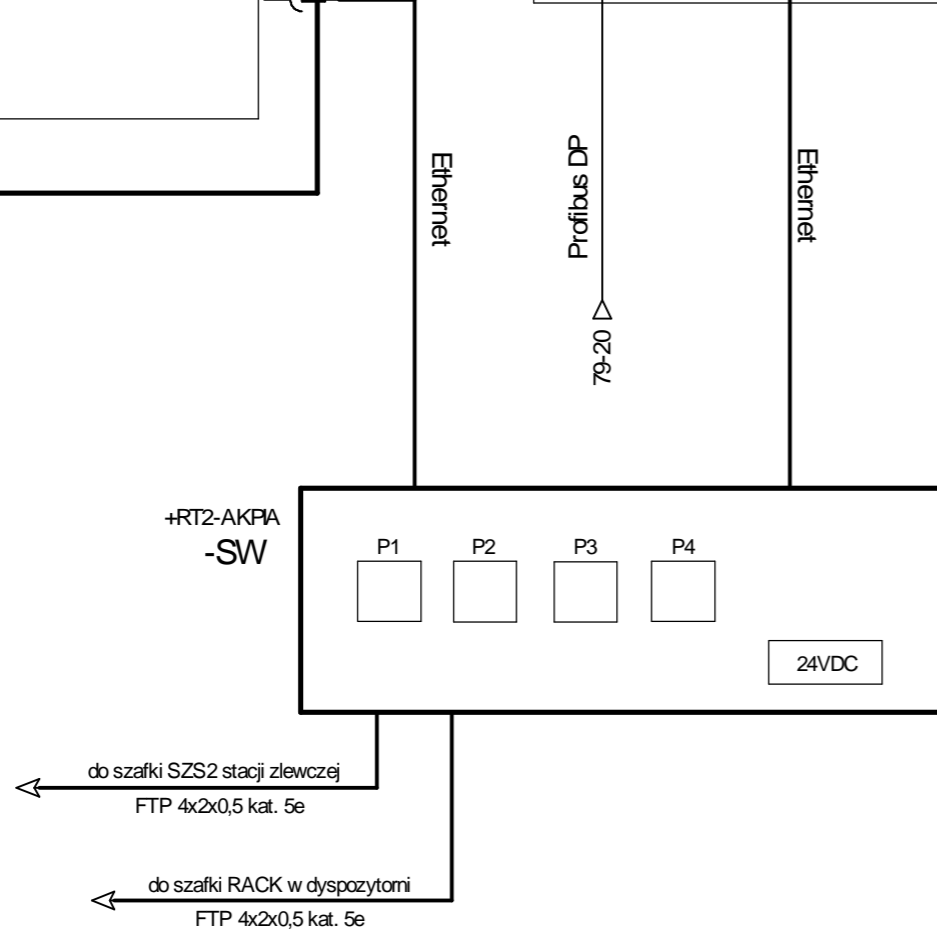 Ethernet
Profibus DP
Ethernet
79-20
+RT2-AKPIA
-SW
P1
P2
P3
P4
24VDC
do szafki SZS2 stacji zlewczej
FTP 4x2x0,5 kat. 5e
do szafki RACK w dyspozytorni
FTP 4x2x0,5 kat. 5e